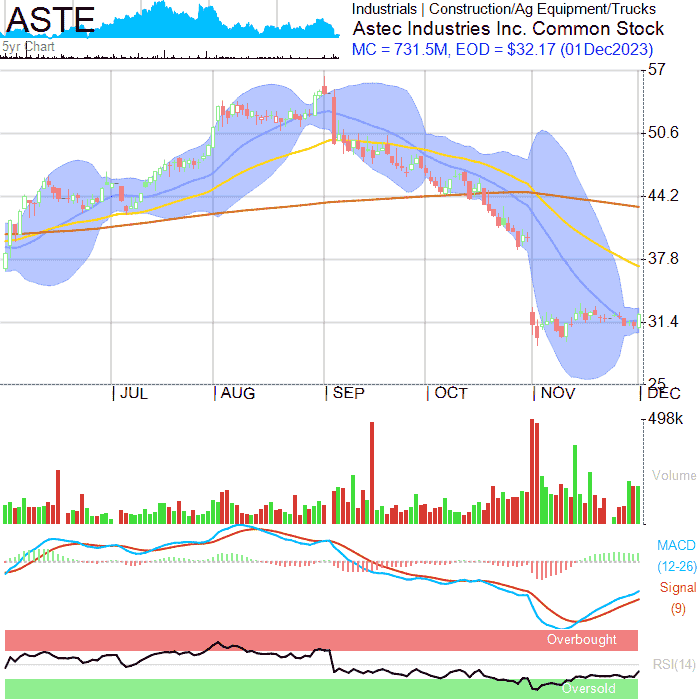 ASTE
5yr Chart
Industrials | Construction/Ag Equipment/Trucks
Astec Industries Inc. Common Stock
MC = 731.5M, EOD = $32.17 (01Dec2023)
57
50.6
44.2
37.8
31.4
25
JUL AUG SEP OCT NOV DEC
498k
Volume
MACD
(12-26)
Signal
(9)
Overbought
RSI(14)
Oversold